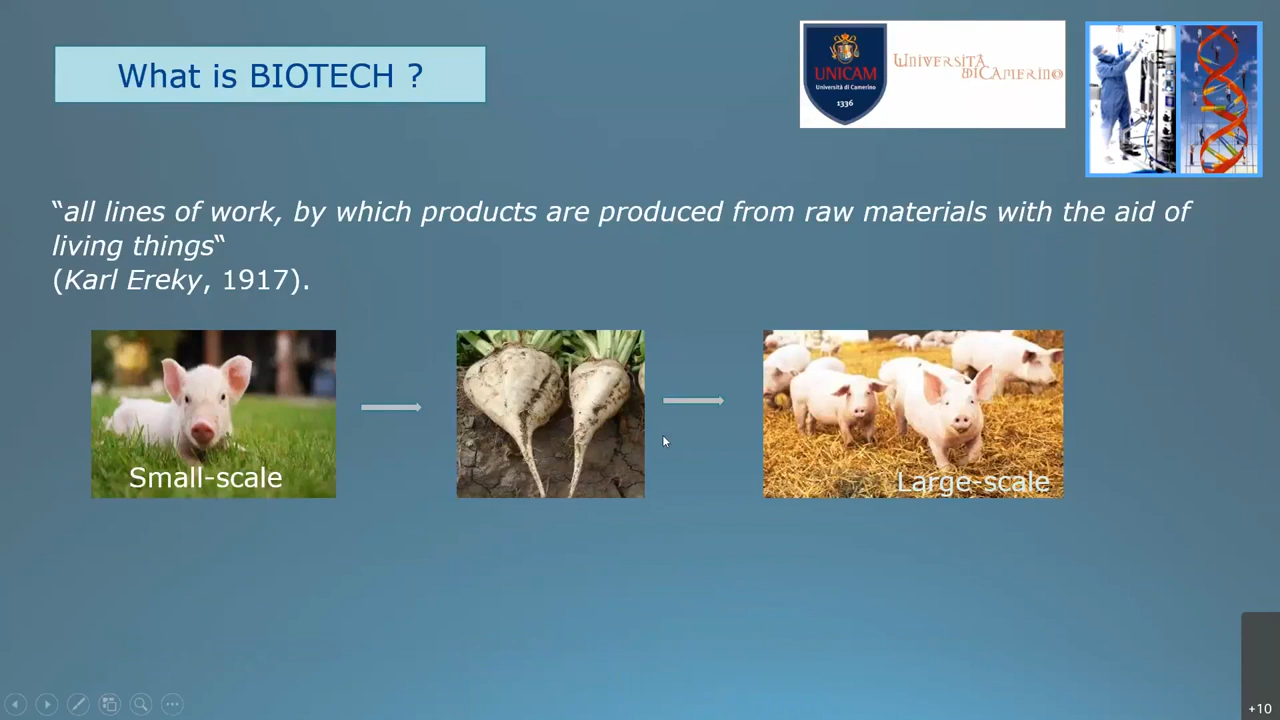 What is BIOTECH ?
UNICAM
Università di Camerino
1336
Università
di Camerino
“all lines of work, by which products are produced from raw materials with the aid of
living things“
(Karl Ereky, 1917).
Small-scale
Large-scale
+10